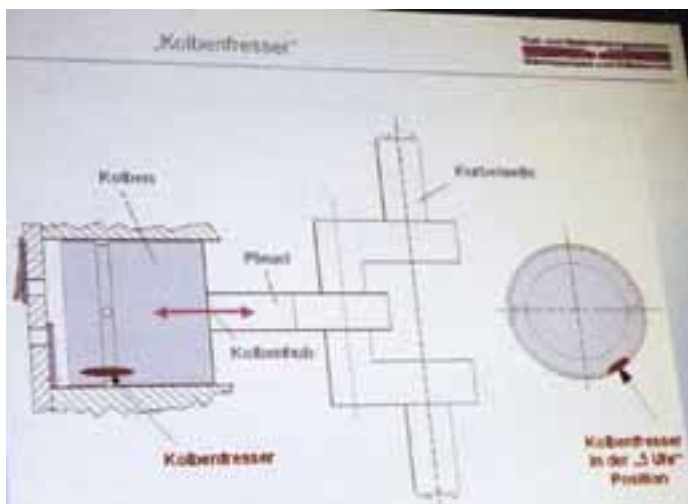 „Kolbenfresser“
Kolben
Kurbelwelle
Pleuel
Kolbenhub
Kolbenfresser
Kolbenfresser
in der „5 Uhr“
Position